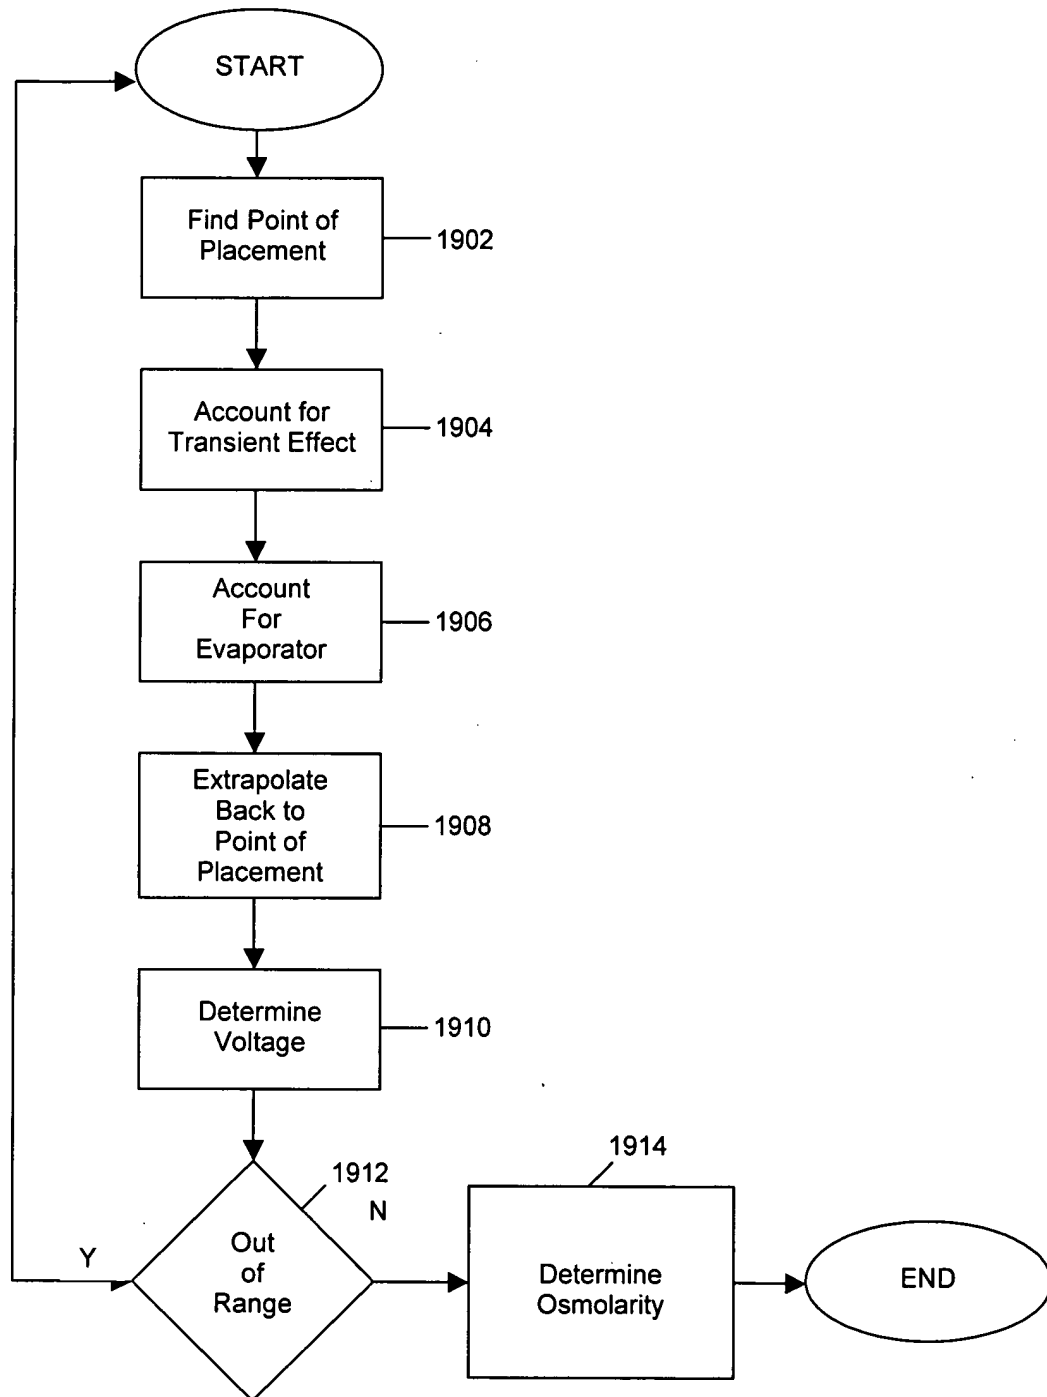 START
Find Point of
Placement
1902
Account for
Transient Effect
1904
Account
For
Evaporator
1906
Extrapolate
Back to
Point of
Placement
1908
Determine
Voltage
1910
1912
Out
of
Range
Y
N
1914
Determine
Osmolarity
END